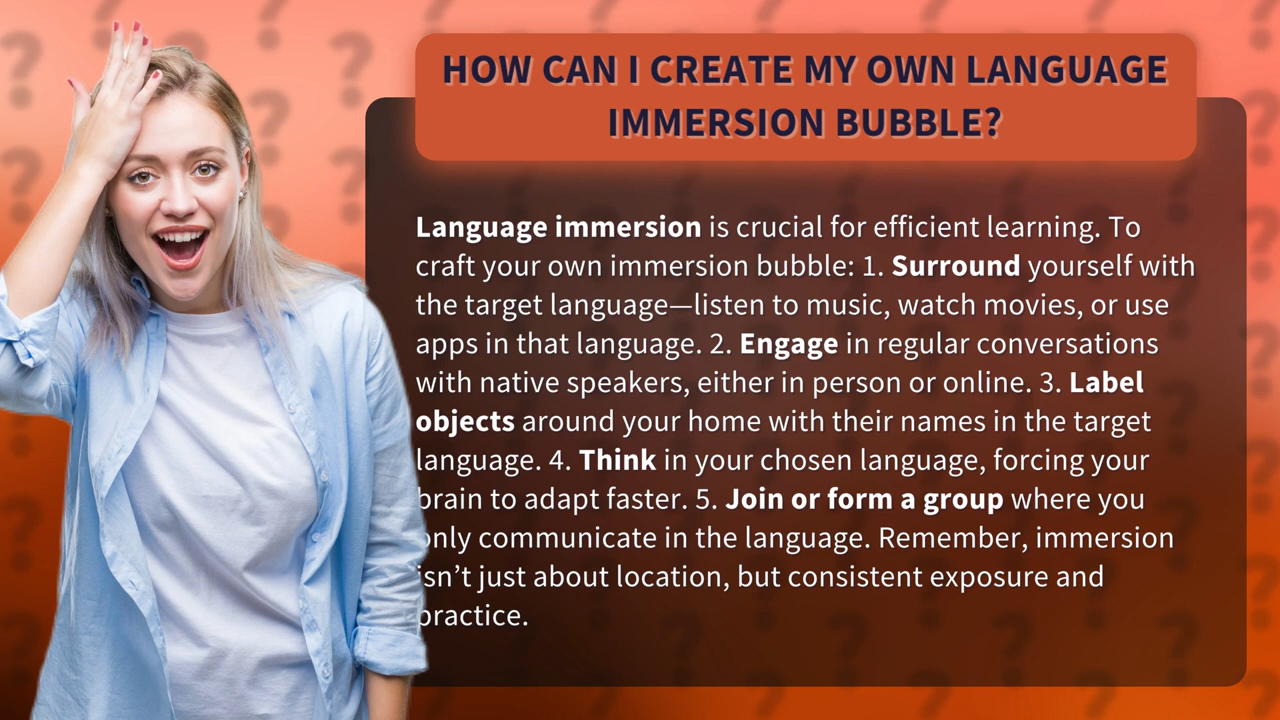 HOW CAN I CREATE MY OWN LANGUAGE
IMMERSION BUBBLE?
Language immersion is crucial for efficient learning. To
craft your own immersion bubble: 1. Surround yourself with
the target language—listen to music, watch movies, or use
apps in that language. 2. Engage in regular conversations
with native speakers, either in person or online. 3. Label
objects around your home with their names in the target
language. 4. Think in your chosen language, forcing your
brain to adapt faster. 5. Join or form a group where you
only communicate in the language. Remember, immersion
isn’t just about location, but consistent exposure and
practice.